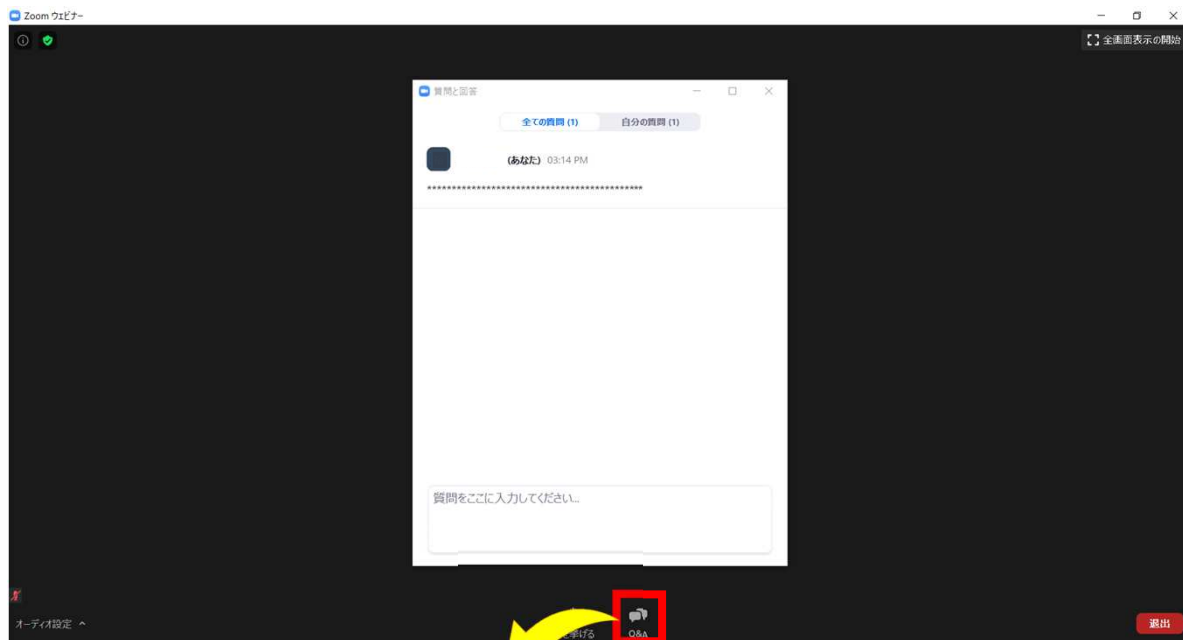 Zoom ウェビナー
全画面表示の開始
質問と回答
全ての質問 (1)
自分の質問 (1)
(あなた) 03:14 PM
********************************************
質問をここに入力してください...
オーディオ設定
挙げる
Q&A
退出